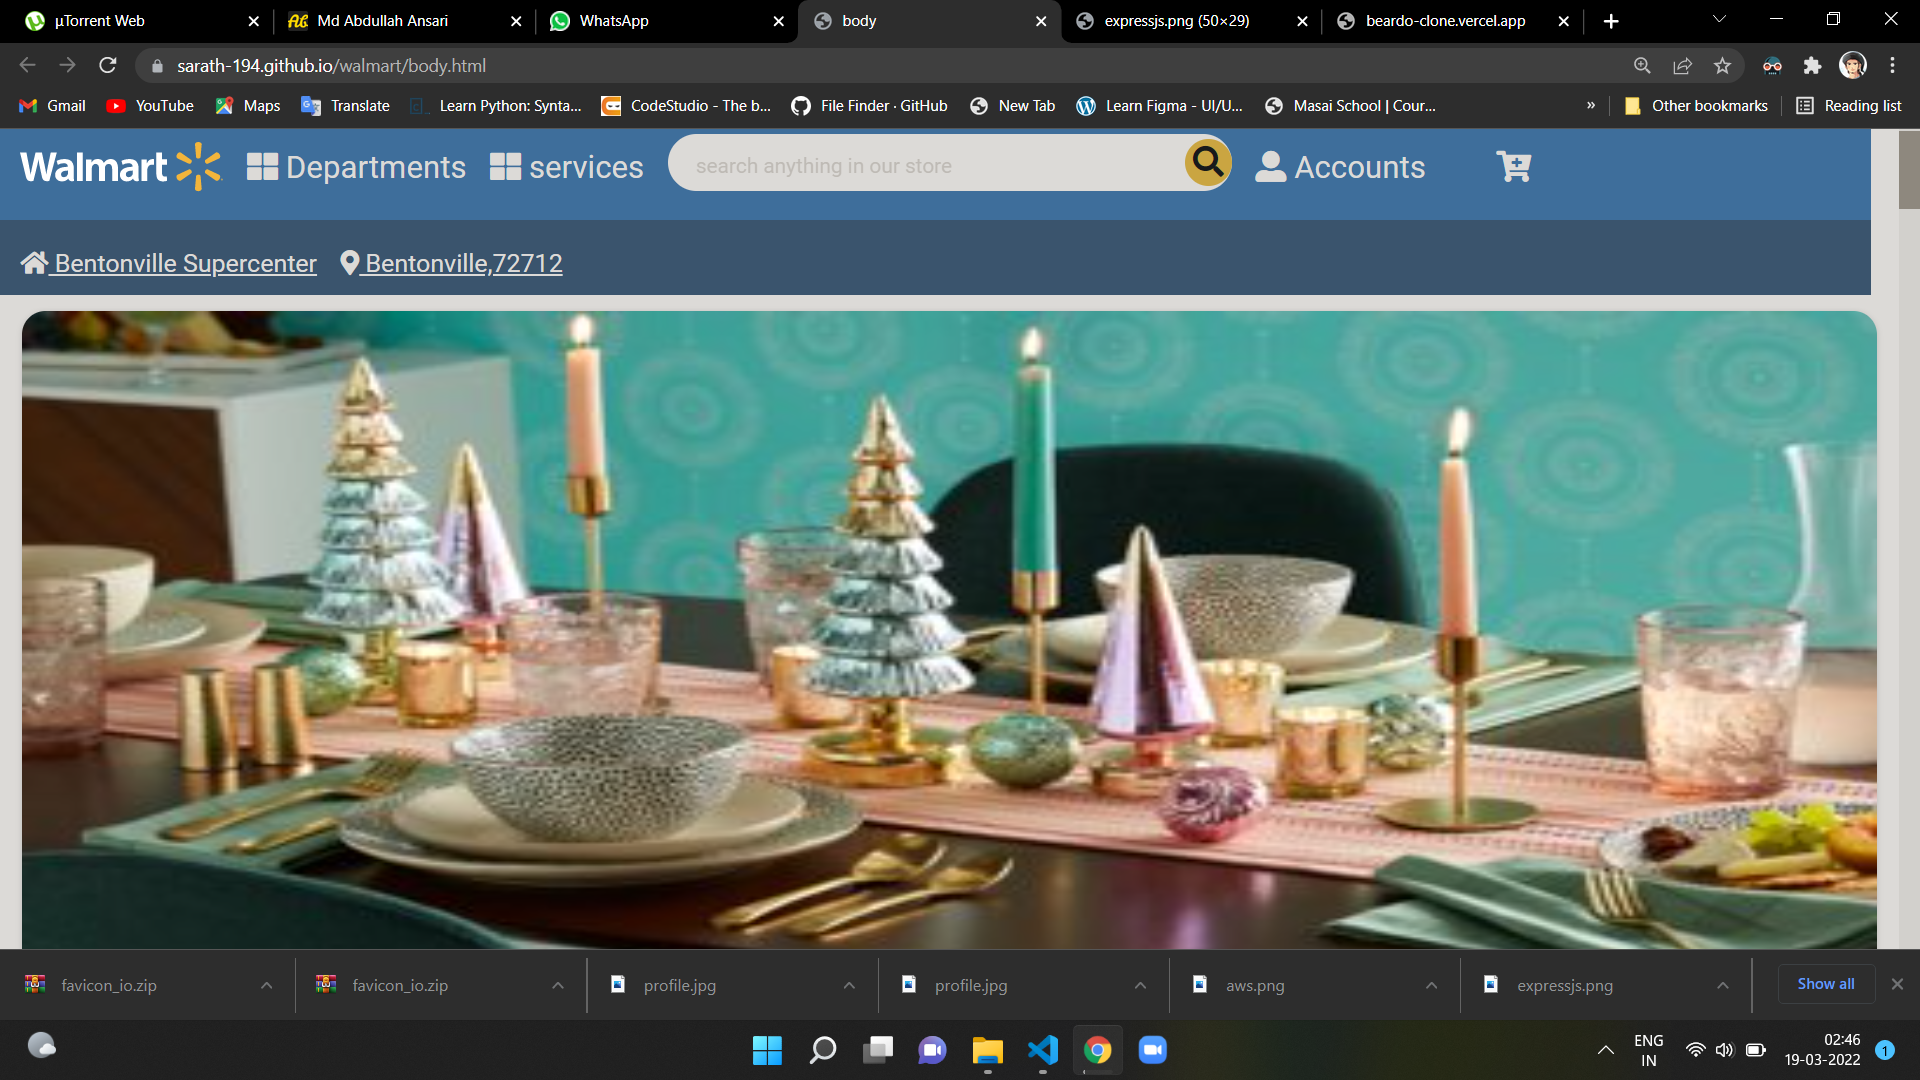 µTorrent Web
Md Abdullah Ansari
WhatsApp
body
expressjs.png (50×29)
beardo-clone.vercel.app
sarath-194.github.io/walmart/body.html
Gmail
YouTube
Maps
Translate
Learn Python: Synta...
CodeStudio - The b...
File Finder · GitHub
New Tab
Learn Figma - UI/U...
Masai School | Cour...
»
Other bookmarks
Reading list
Walmart
Departments
services
search anything in our store
Accounts
Bentonville Supercenter
Bentonville,72712
favicon_io.zip
favicon_io.zip
profile.jpg
profile.jpg
aws.png
expressjs.png
Show all
ENG
IN
02:46
19-03-2022
1